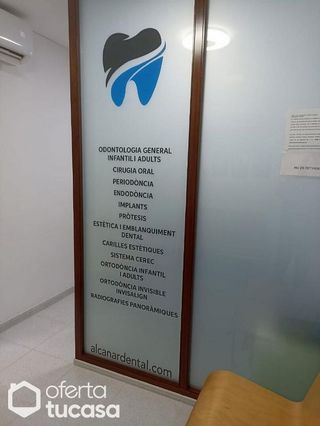 ODONTOLOGIA GENERAL
INFANTIL I ADULTS
CIRUGIA ORAL
PERIODÒNCIA
ENDODÒNCIA
IMPLANTS
PRÒTESIS
ESTÈTICA I EMBLANQUIMENT
DENTAL
CARILLES ESTÈTIQUES
SISTEMA CEREC
ORTODÒNCIA INFANTIL
I ADULTS
ORTODÒNCIA INVISIBLE
INVISALIGN
RADIOGRAFIES PANORÀMIQUES
alcanardental.com
oferta
tucasa